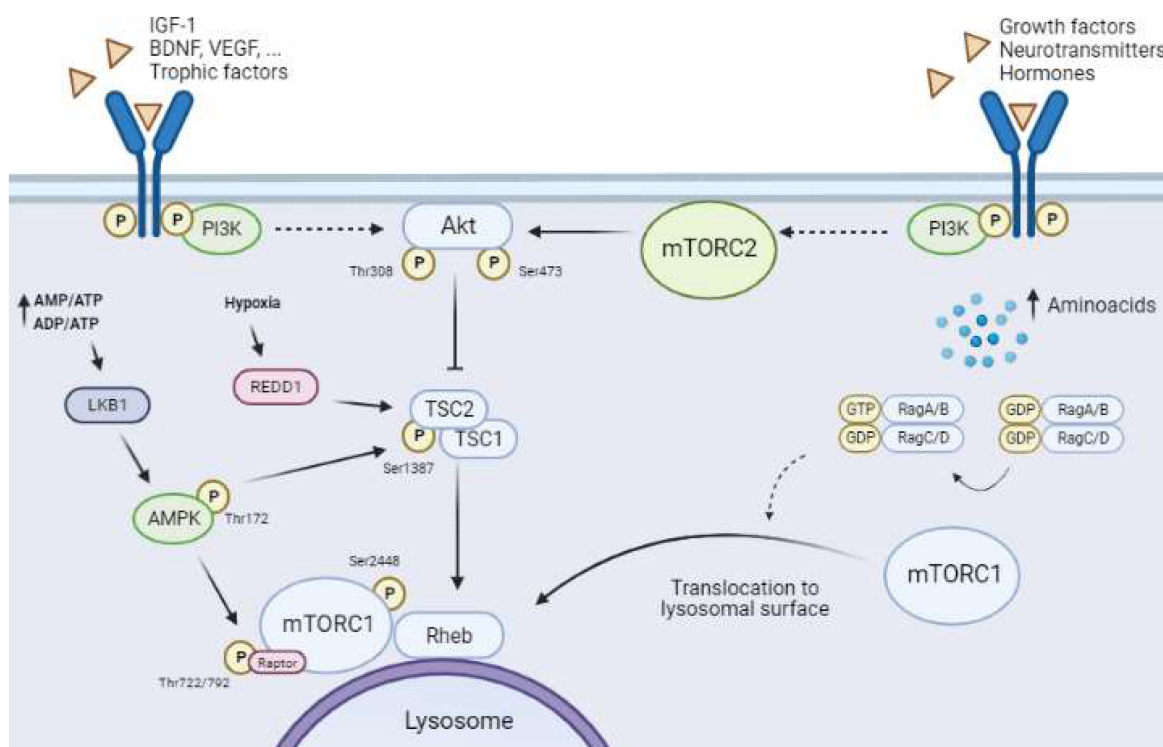 IGF-1
BDNF, VEGF, ...
Trophic factors
Growth factors
Neurotransmitters
Hormones
P
P
PI3K
Akt
mTORC2
PI3K
P
P
Thr308
P
P
Ser473
AMP/ATP
ADP/ATP
Hypoxia
Aminoacids
LKB1
REDD1
TSC2
P
TSC1
Ser1387
GTP
RagA/B
GDP
RagC/D
GDP
RagA/B
GDP
RagC/D
AMPK
P
Thr172
Ser2448
P
mTORC1
Rheb
P
Raptor
Thr722/792
Translocation to
lysosomal surface
mTORC1
Lysosome